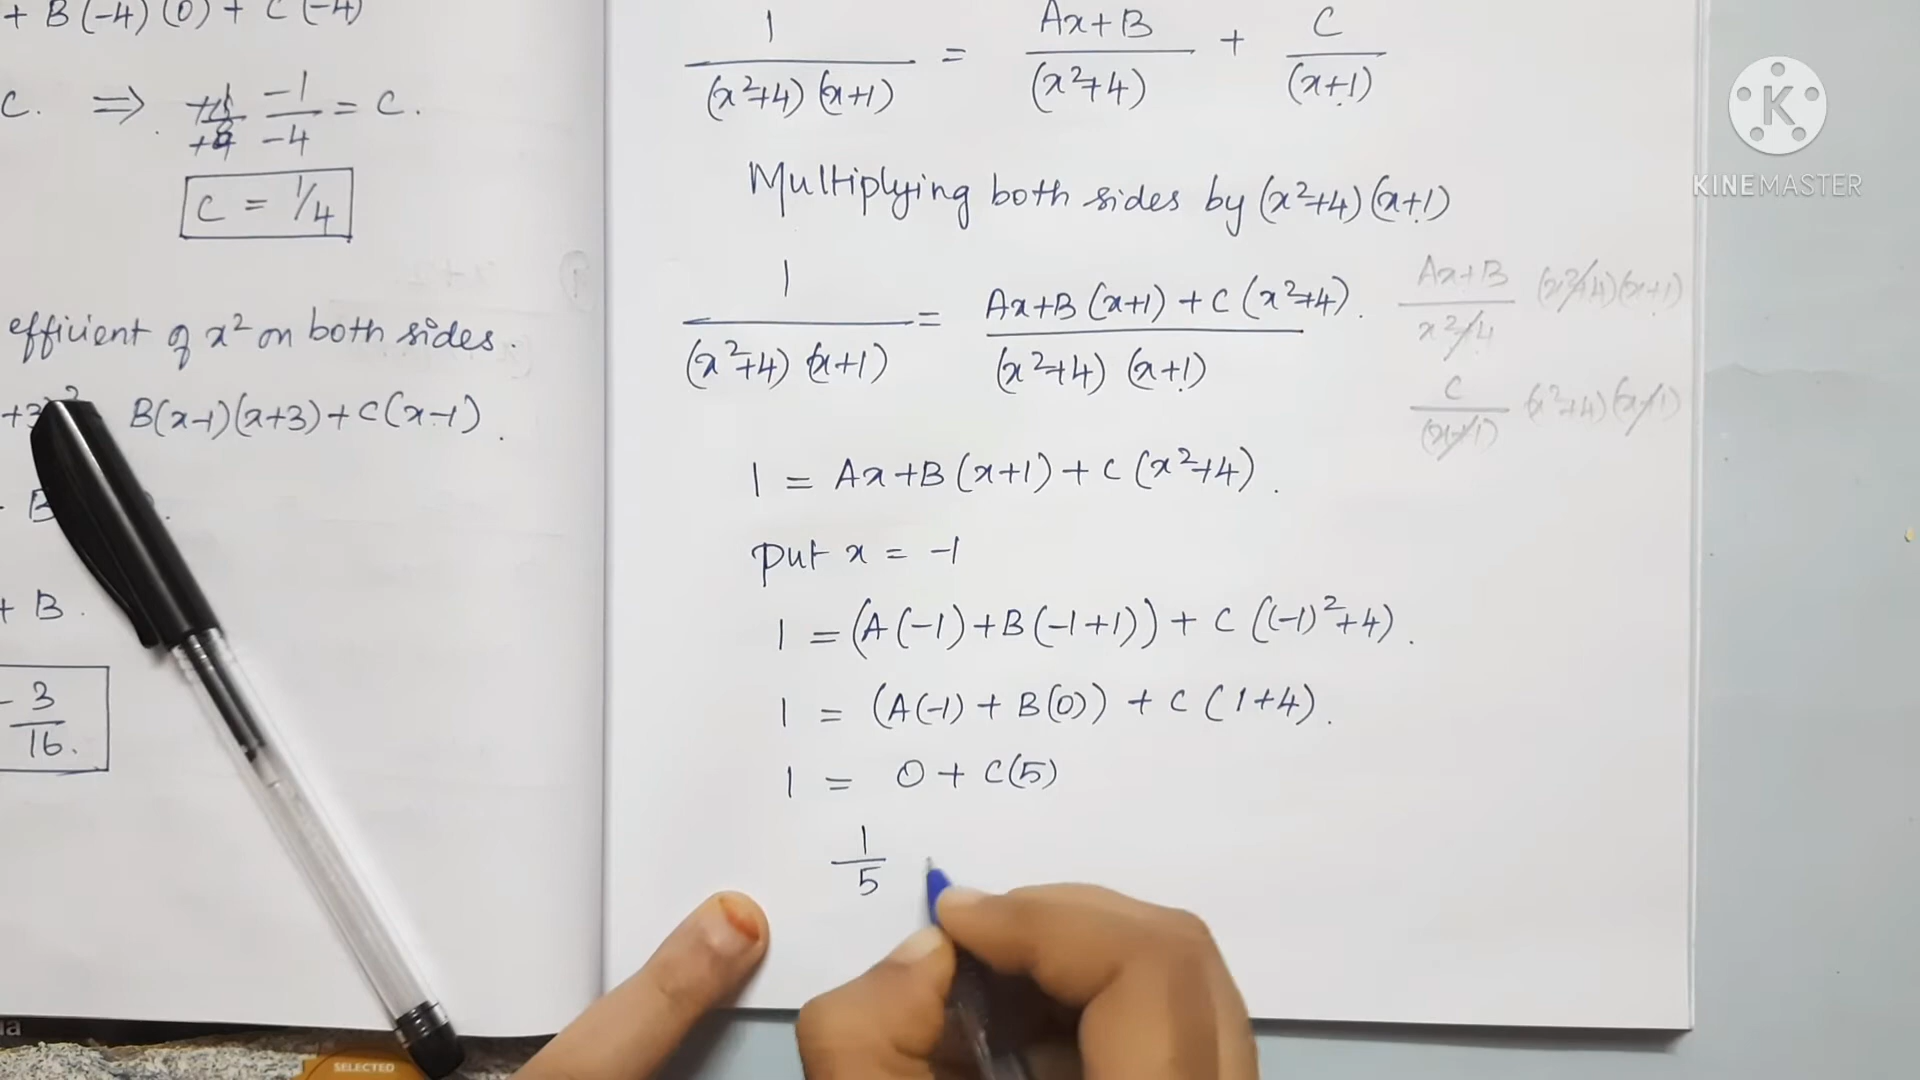 + B(-4)(0) + C(-4)
C. ⇒ -1/-4 = C.
C = 1/4
efficient of x² on both sides.
B(x-1)(x+3)+C(x-1).
+ B.
- 3/16.
1/(x²+4)(x+1) = Ax+B/(x²+4) + C/(x+1)
Multiplying both sides by (x²+4)(x+1)
1/(x²+4)(x+1) = Ax+B(x+1)+C(x²+4)./(x²+4)(x+1)
Ax+B/x²+4 (x²+4)(x+1)
C/(x+1) (x²+4)(x+1)
1 = Ax+B(x+1)+C(x²+4).
put x = -1
1 = (A(-1)+B(-1+1)) + C((-1)²+4).
1 = (A(-1) + B(0)) + C(1+4).
1 = 0 + C(5)
1/5
K
KINEMASTER
SELECTED